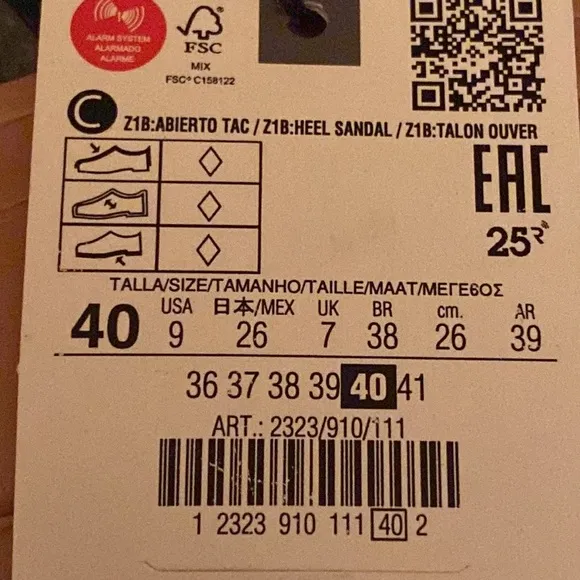 ALARM SYSTEM
ALARMADO
ALARME
FSC
MIX
FSC® C158122
C
Z1B:ABIERTO TAC / Z1B:HEEL SANDAL / Z1B:TALON OUVER
EAC
25R
TALLA/SIZE/TAMANHO/TAILLE/MAAT/ΜΕΓΕ6ΟΣ
USA 日本/MEX UK BR cm. AR
40 9 26 7 38 26 39
36 37 38 39 40 41
ART.: 2323/910/111
1 2323 910 111 40 2